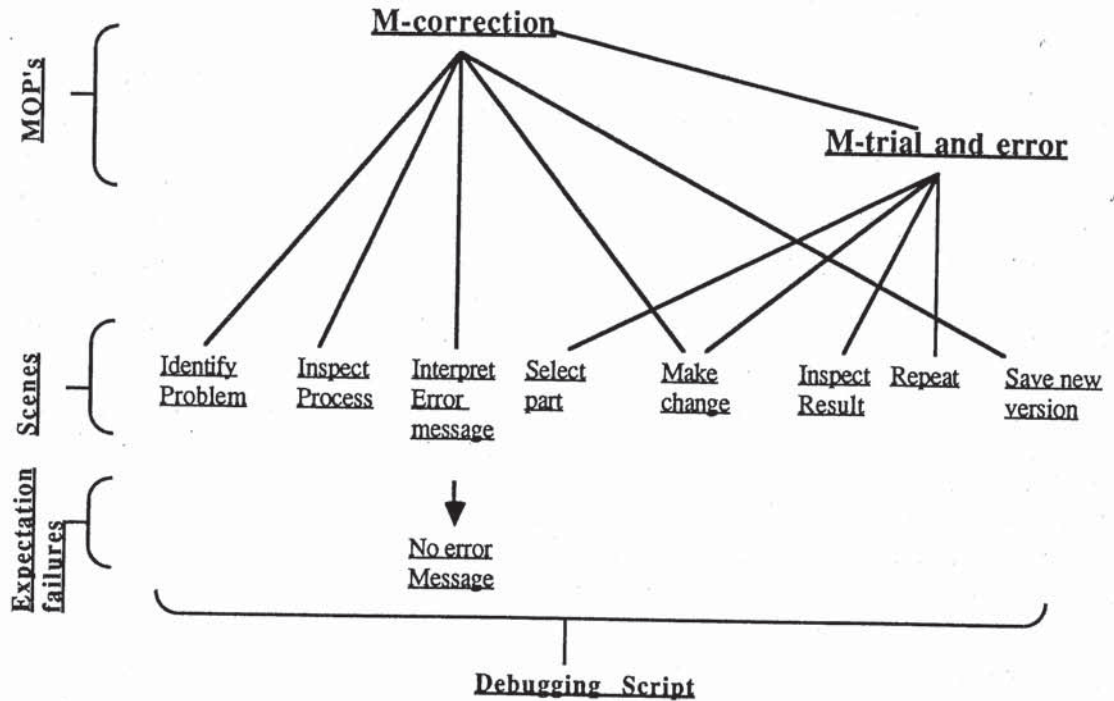 M-correction
MOP's
M-trial and error
Scenes
Identify
Problem
Inspect
Process
Interpret
Error
message
Select
part
Make
change
Inspect
Result
Repeat
Save new
version
Expectation
failures
No error
Message
Debugging Script